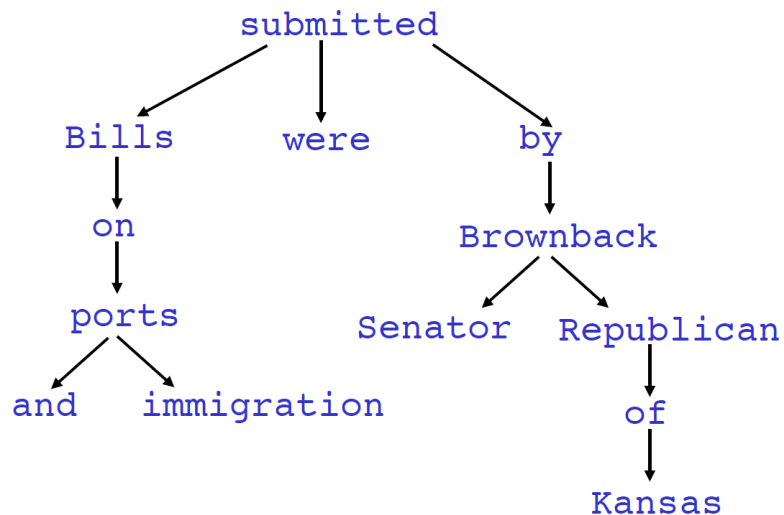 submitted
Bills were by
on
Brownback
ports
Senator Republican
and immigration
of
Kansas